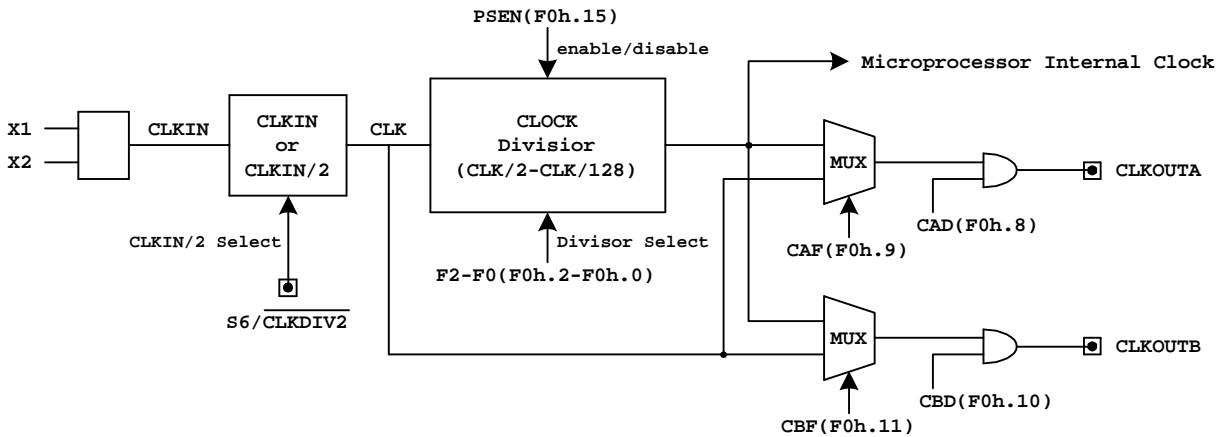 PSEN(F0h.15)
enable/disable
Microprocessor Internal Clock
X1
X2
CLKIN
CLKIN
or
CLKIN/2
CLK
CLOCK
Divisior
(CLK/2-CLK/128)
MUX
CLKOUTA
CAD(F0h.8)
CAF(F0h.9)
CLKIN/2 Select
Divisor Select
F2-F0(F0h.2-F0h.0)
S6/CLKDIV2
MUX
CLKOUTB
CBD(F0h.10)
CBF(F0h.11)